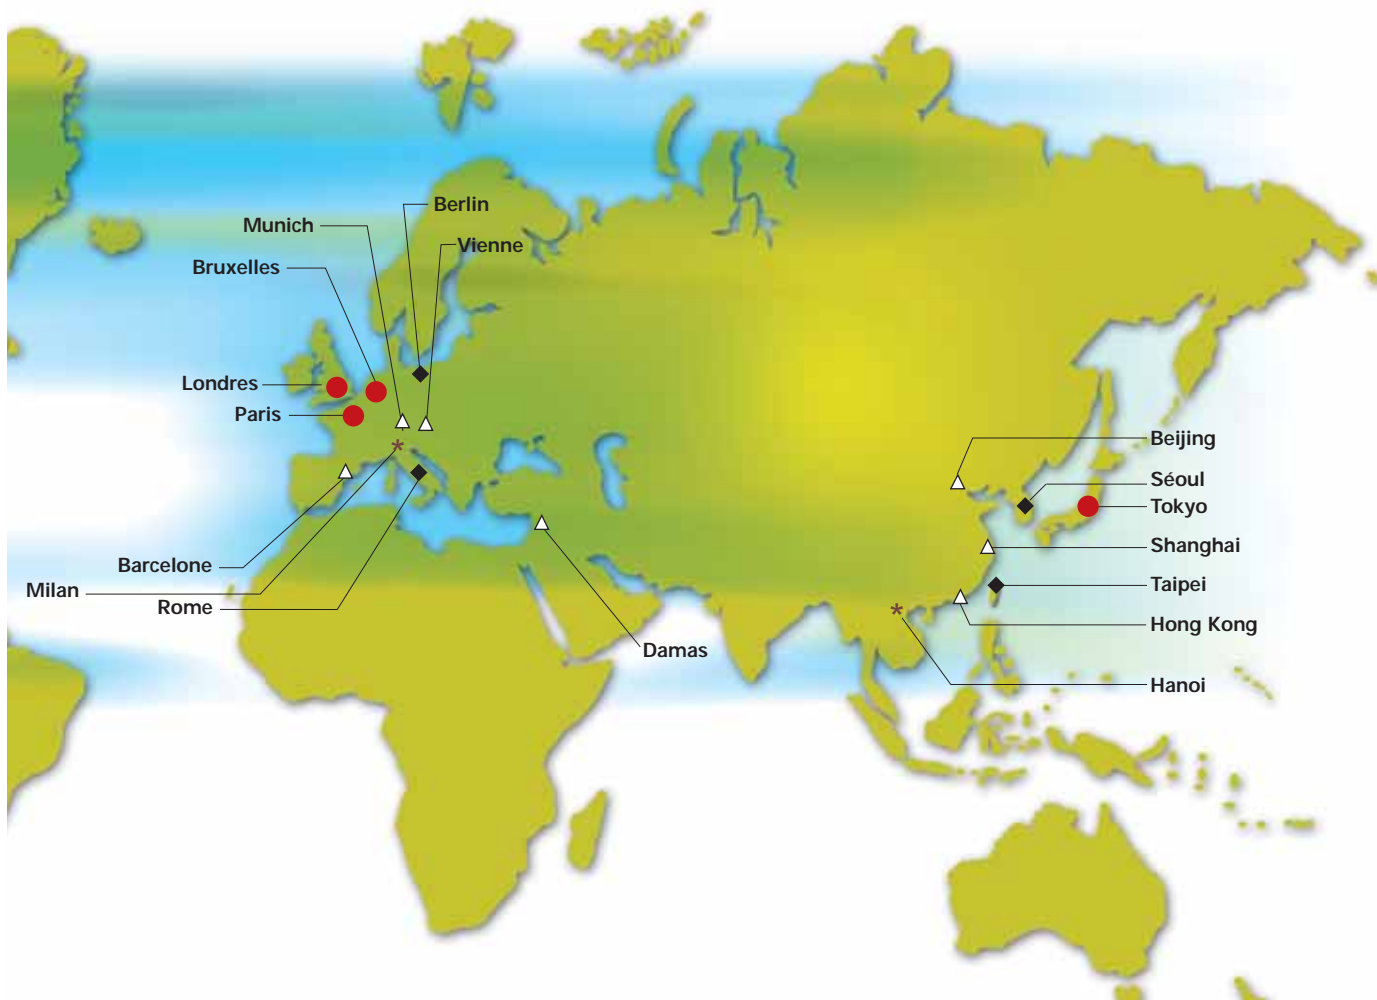 Berlin
Munich
Vienne
Bruxelles
Londres
Paris
Beijing
Séoul
Tokyo
Shanghai
Barcelone
Taipei
Milan
Rome
Hong Kong
Damas
Hanoi